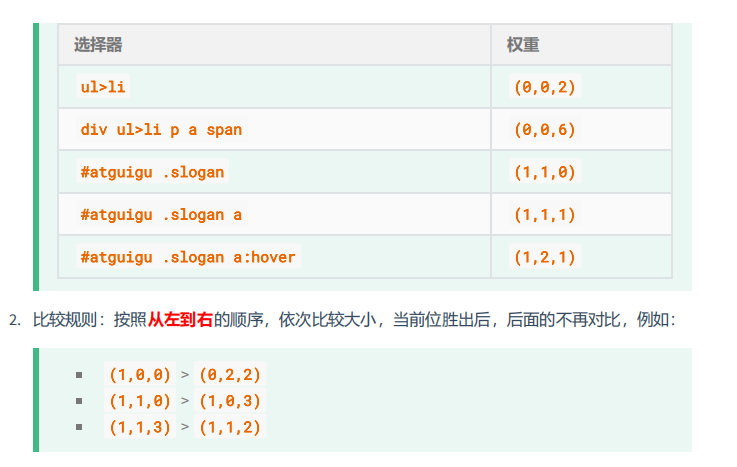 选择器 权重
ul>li (0,0,2)
div ul>li p a span (0,0,6)
#atguigu .slogan (1,1,0)
#atguigu .slogan a (1,1,1)
#atguigu .slogan a:hover (1,2,1)
2. 比较规则：按照从左到右的顺序，依次比较大小，当前位胜出后，后面的不再对比，例如：
▪ (1,0,0) > (0,2,2)
▪ (1,1,0) > (1,0,3)
▪ (1,1,3) > (1,1,2)